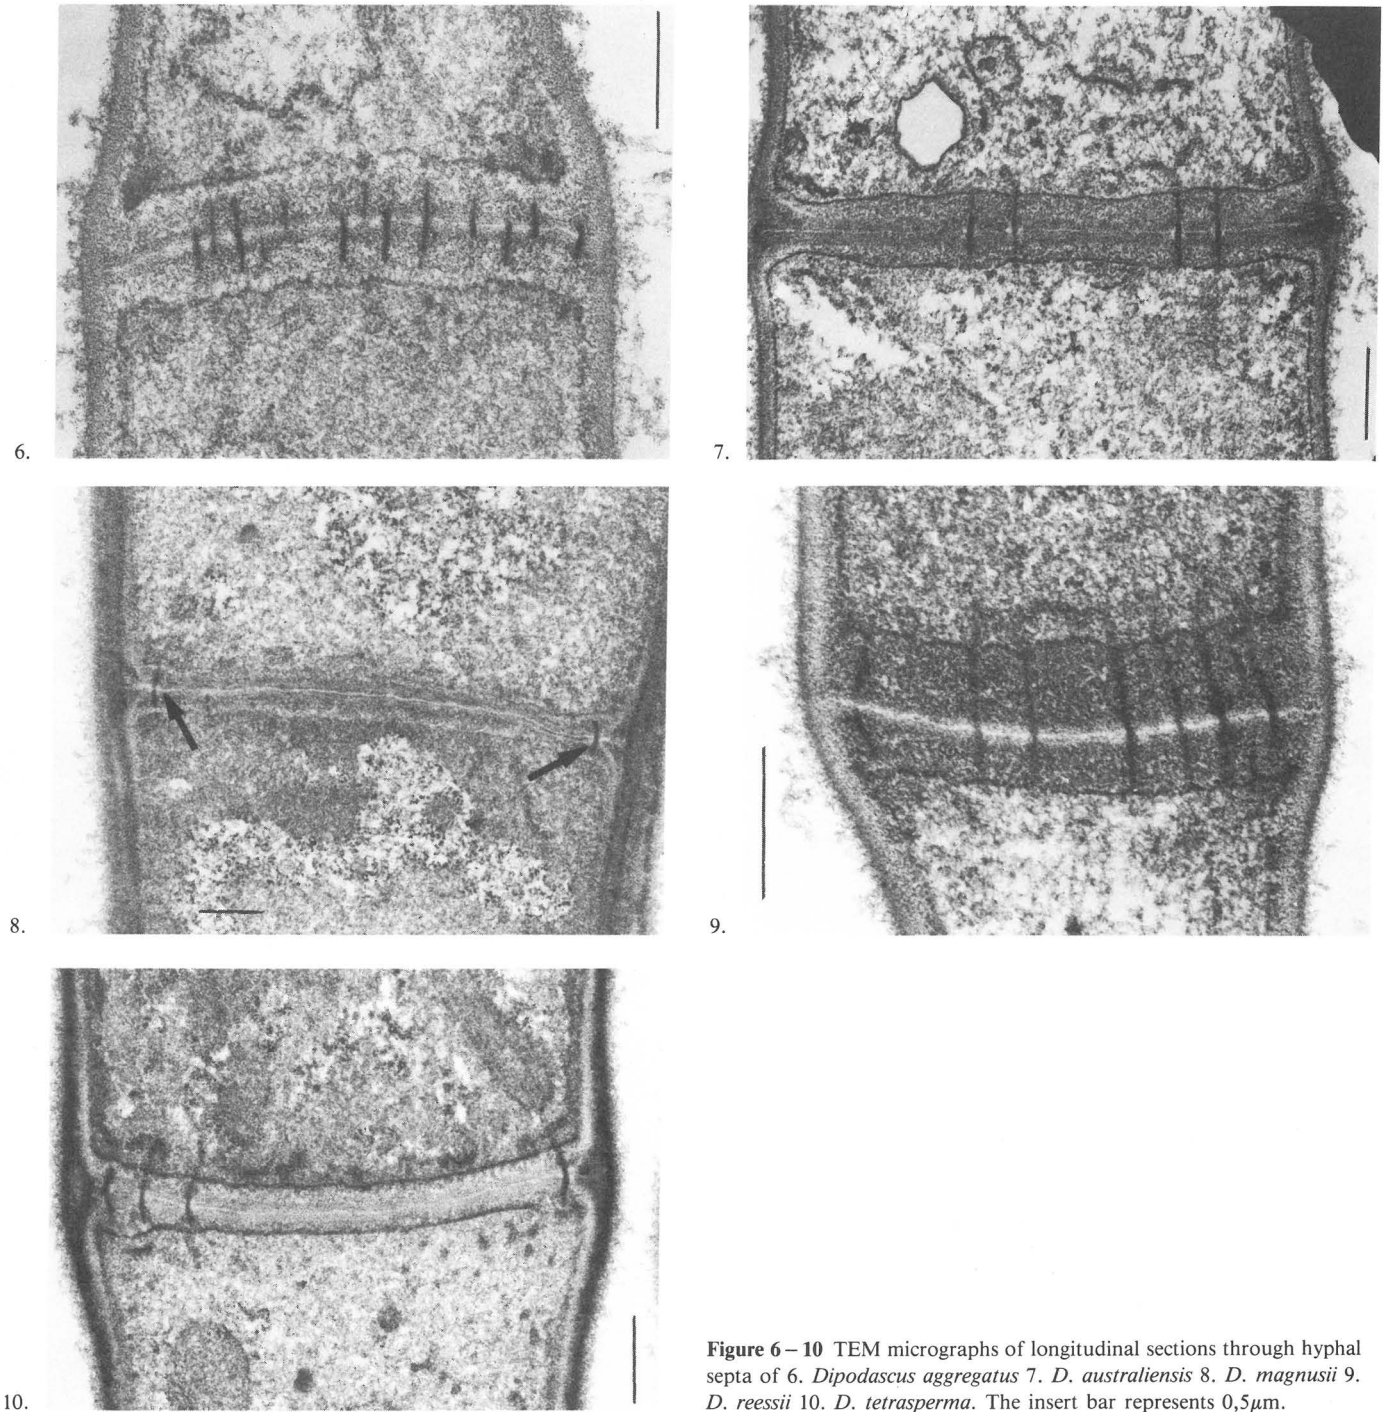 6.
7.
8.
9.
10.
Figure 6 – 10 TEM micrographs of longitudinal sections through hyphal
septa of 6. Dipodascus aggregatus 7. D. australiensis 8. D. magnusii 9.
D. reessii 10. D. tetrasperma. The insert bar represents 0,5μm.